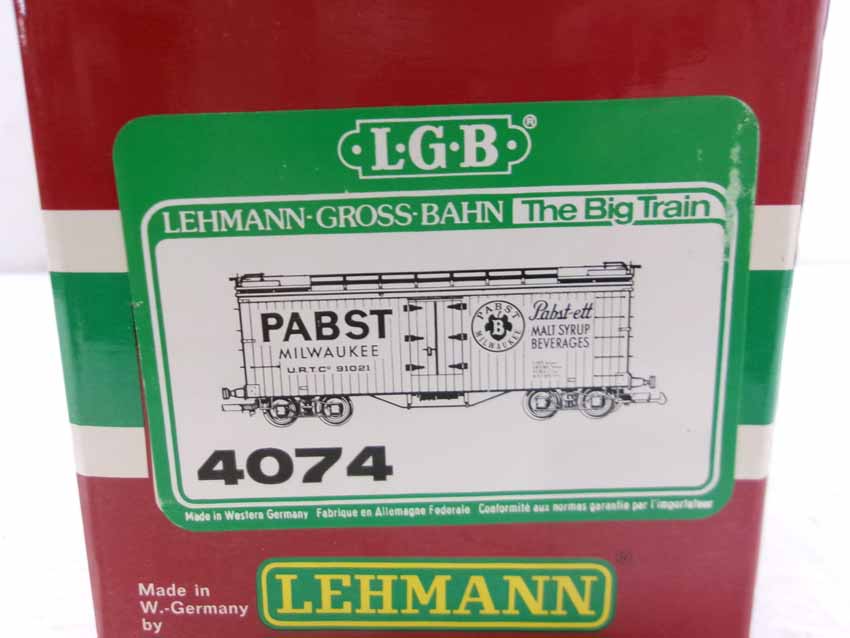 L·G·B®
LEHMANN-GROSS-BAHN The Big Train
PABST
MILWAUKEE
U.R.T.Cº 91021
PABST
B
MILWAUKEE
Pabst-ett
MALT SYRUP
BEVERAGES
4074
Made in Western Germany Fabrique en Allemagne Federale Conformité aux normes garantie par l'importateur
Made in
W.-Germany
by
LEHMANN®